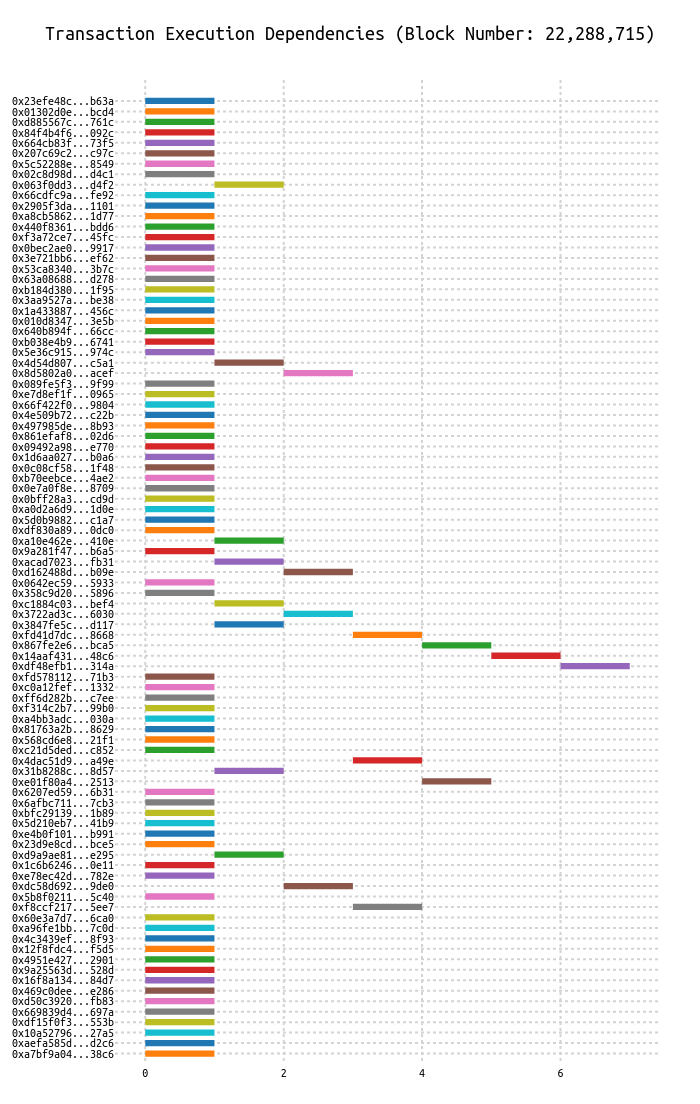 Transaction Execution Dependencies (Block Number: 22,288,715)
0x23efe48c...b63a
0x01302d0e...bcd4
0xd885567c...761c
0x84f4b4f6...092c
0x664cb83f...73f5
0x207c69c2...c97c
0x5c52288e...8549
0x02c8d98d...d4c1
0x063f0dd3...d4f2
0x66cdfc9a...fe92
0x2905f3da...1101
0xa8cb5862...1d77
0x440f8361...bdd6
0xf3a72ce7...45fc
0x0bec2ae0...9917
0x3e721bb6...ef62
0x53ca8340...3b7c
0x63a08688...d278
0xb184d380...1f95
0x3aa9527a...be38
0x1a433887...456c
0x010d8347...3e5b
0x640b894f...66cc
0xb038e4b9...6741
0x5e36c915...974c
0x4d54d807...c5a1
0x8d5802a0...acef
0x089fe5f3...9f99
0xe7d8ef1f...0965
0x66f422f0...9804
0x4e509b72...c22b
0x497985de...8b93
0x861efaf8...02d6
0x09492a98...e770
0x1d6aa027...b0a6
0x0c08cf58...1f48
0xb70eebce...4ae2
0x0e7a0f8e...8709
0x0bff28a3...cd9d
0xa0d2a6d9...1d0e
0x5d0b9882...c1a7
0xdf830a89...0dc0
0xa10e462e...410e
0x9a281f47...b6a5
0xacad7023...fb31
0xd162488d...b09e
0x0642ec59...5933
0x358c9d20...5896
0xc1884c03...bef4
0x3722ad3c...6030
0x3847fe5c...d117
0xfd41d7dc...8668
0x867fe2e6...bca5
0x14aaf431...48c6
0xdf48efb1...314a
0xfd578112...71b3
0xc0a12fef...1332
0xff6d282b...c7ee
0xf314c2b7...99b0
0xa4bb3adc...030a
0x81763a2b...8629
0x568cd6e8...21f1
0xc21d5ded...c852
0x4dac51d9...a49e
0x31b8288c...8d57
0xe01f80a4...2513
0x6207ed59...6b31
0x6afbc711...7cb3
0xbfc29139...1b89
0x5d210eb7...41b9
0xe4b0f101...b991
0x23d9e8cd...bce5
0xd9a9ae81...e295
0x1c6b6246...0e11
0xe78ec42d...782e
0xdc58d692...9de0
0x5b8f0211...5c40
0xf8ccf217...5ee7
0x60e3a7d7...6ca0
0xa96fe1bb...7c0d
0x4c3439ef...8f93
0x12f8fdc4...f5d5
0x4951e427...2901
0x9a25563d...528d
0x16f8a134...84d7
0x469c0dee...e286
0xd50c3920...fb83
0x669839d4...697a
0xdf15f0f3...553b
0x10a52796...27a5
0xaefa585d...d2c6
0xa7bf9a04...38c6
0 2 4 6